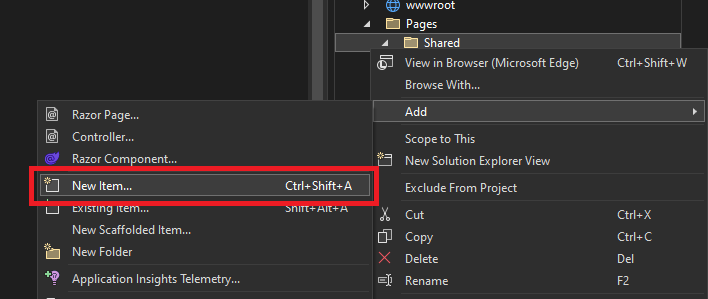 wwwroot
Pages
Shared
View in Browser (Microsoft Edge) Ctrl+Shift+W
Browse With...
Add
Scope to This
New Solution Explorer View
Exclude From Project
Cut Ctrl+X
Copy Ctrl+C
Delete Del
Rename F2
Razor Page...
Controller...
Razor Component...
New Item... Ctrl+Shift+A
Existing Item... Shift+Alt+A
New Scaffolded Item...
New Folder
Application Insights Telemetry...